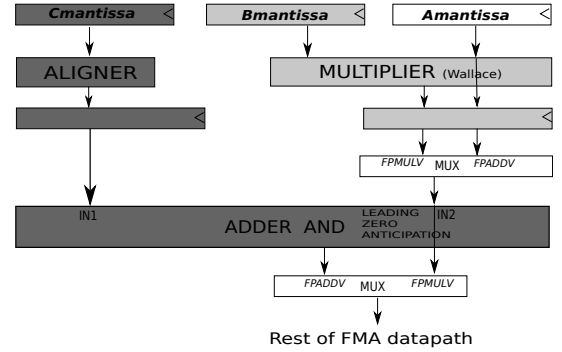 Cmantissa Bmantissa Amantissa
ALIGNER MULTIPLIER (Wallace)
FPMULV MUX FPADDV
IN1 ADDER AND LEADING ZERO ANTICIPATION IN2
FPADDV MUX FPMULV
Rest of FMA datapath